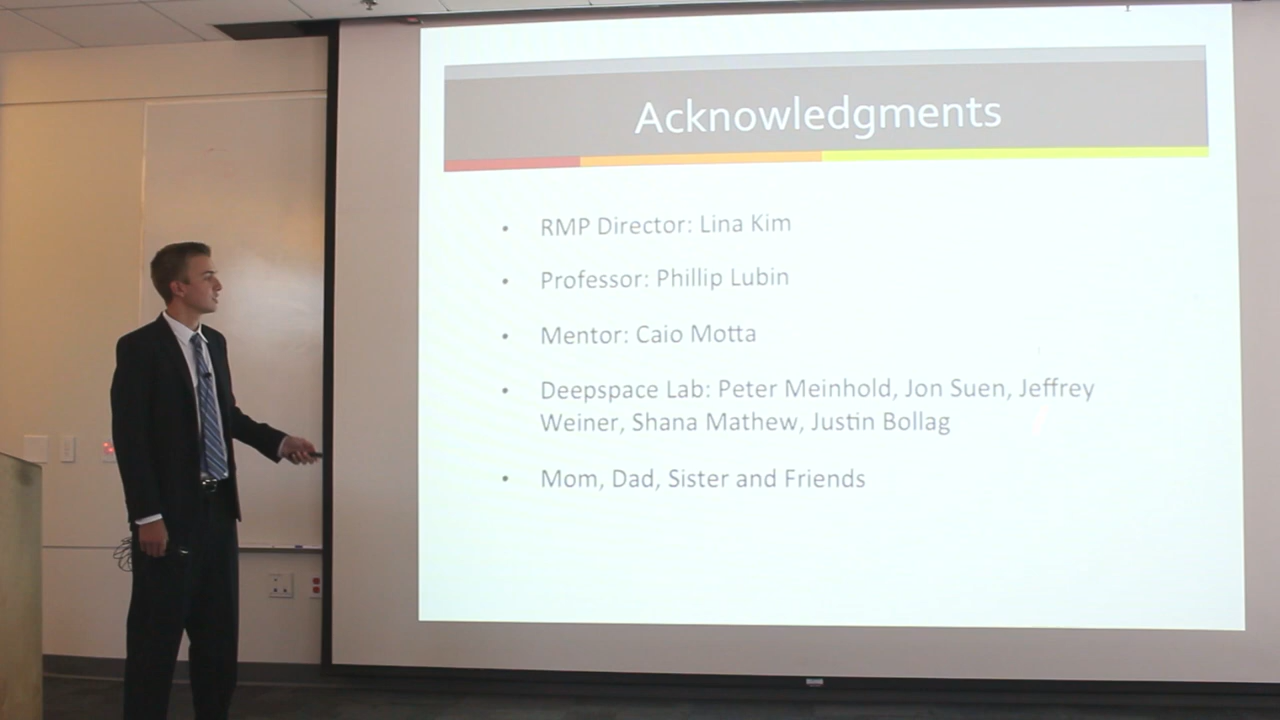 Acknowledgments
• RMP Director: Lina Kim
• Professor: Phillip Lubin
• Mentor: Caio Motta
• Deepspace Lab: Peter Meinhold, Jon Suen, Jeffrey
Weiner, Shana Mathew, Justin Bollag
• Mom, Dad, Sister and Friends